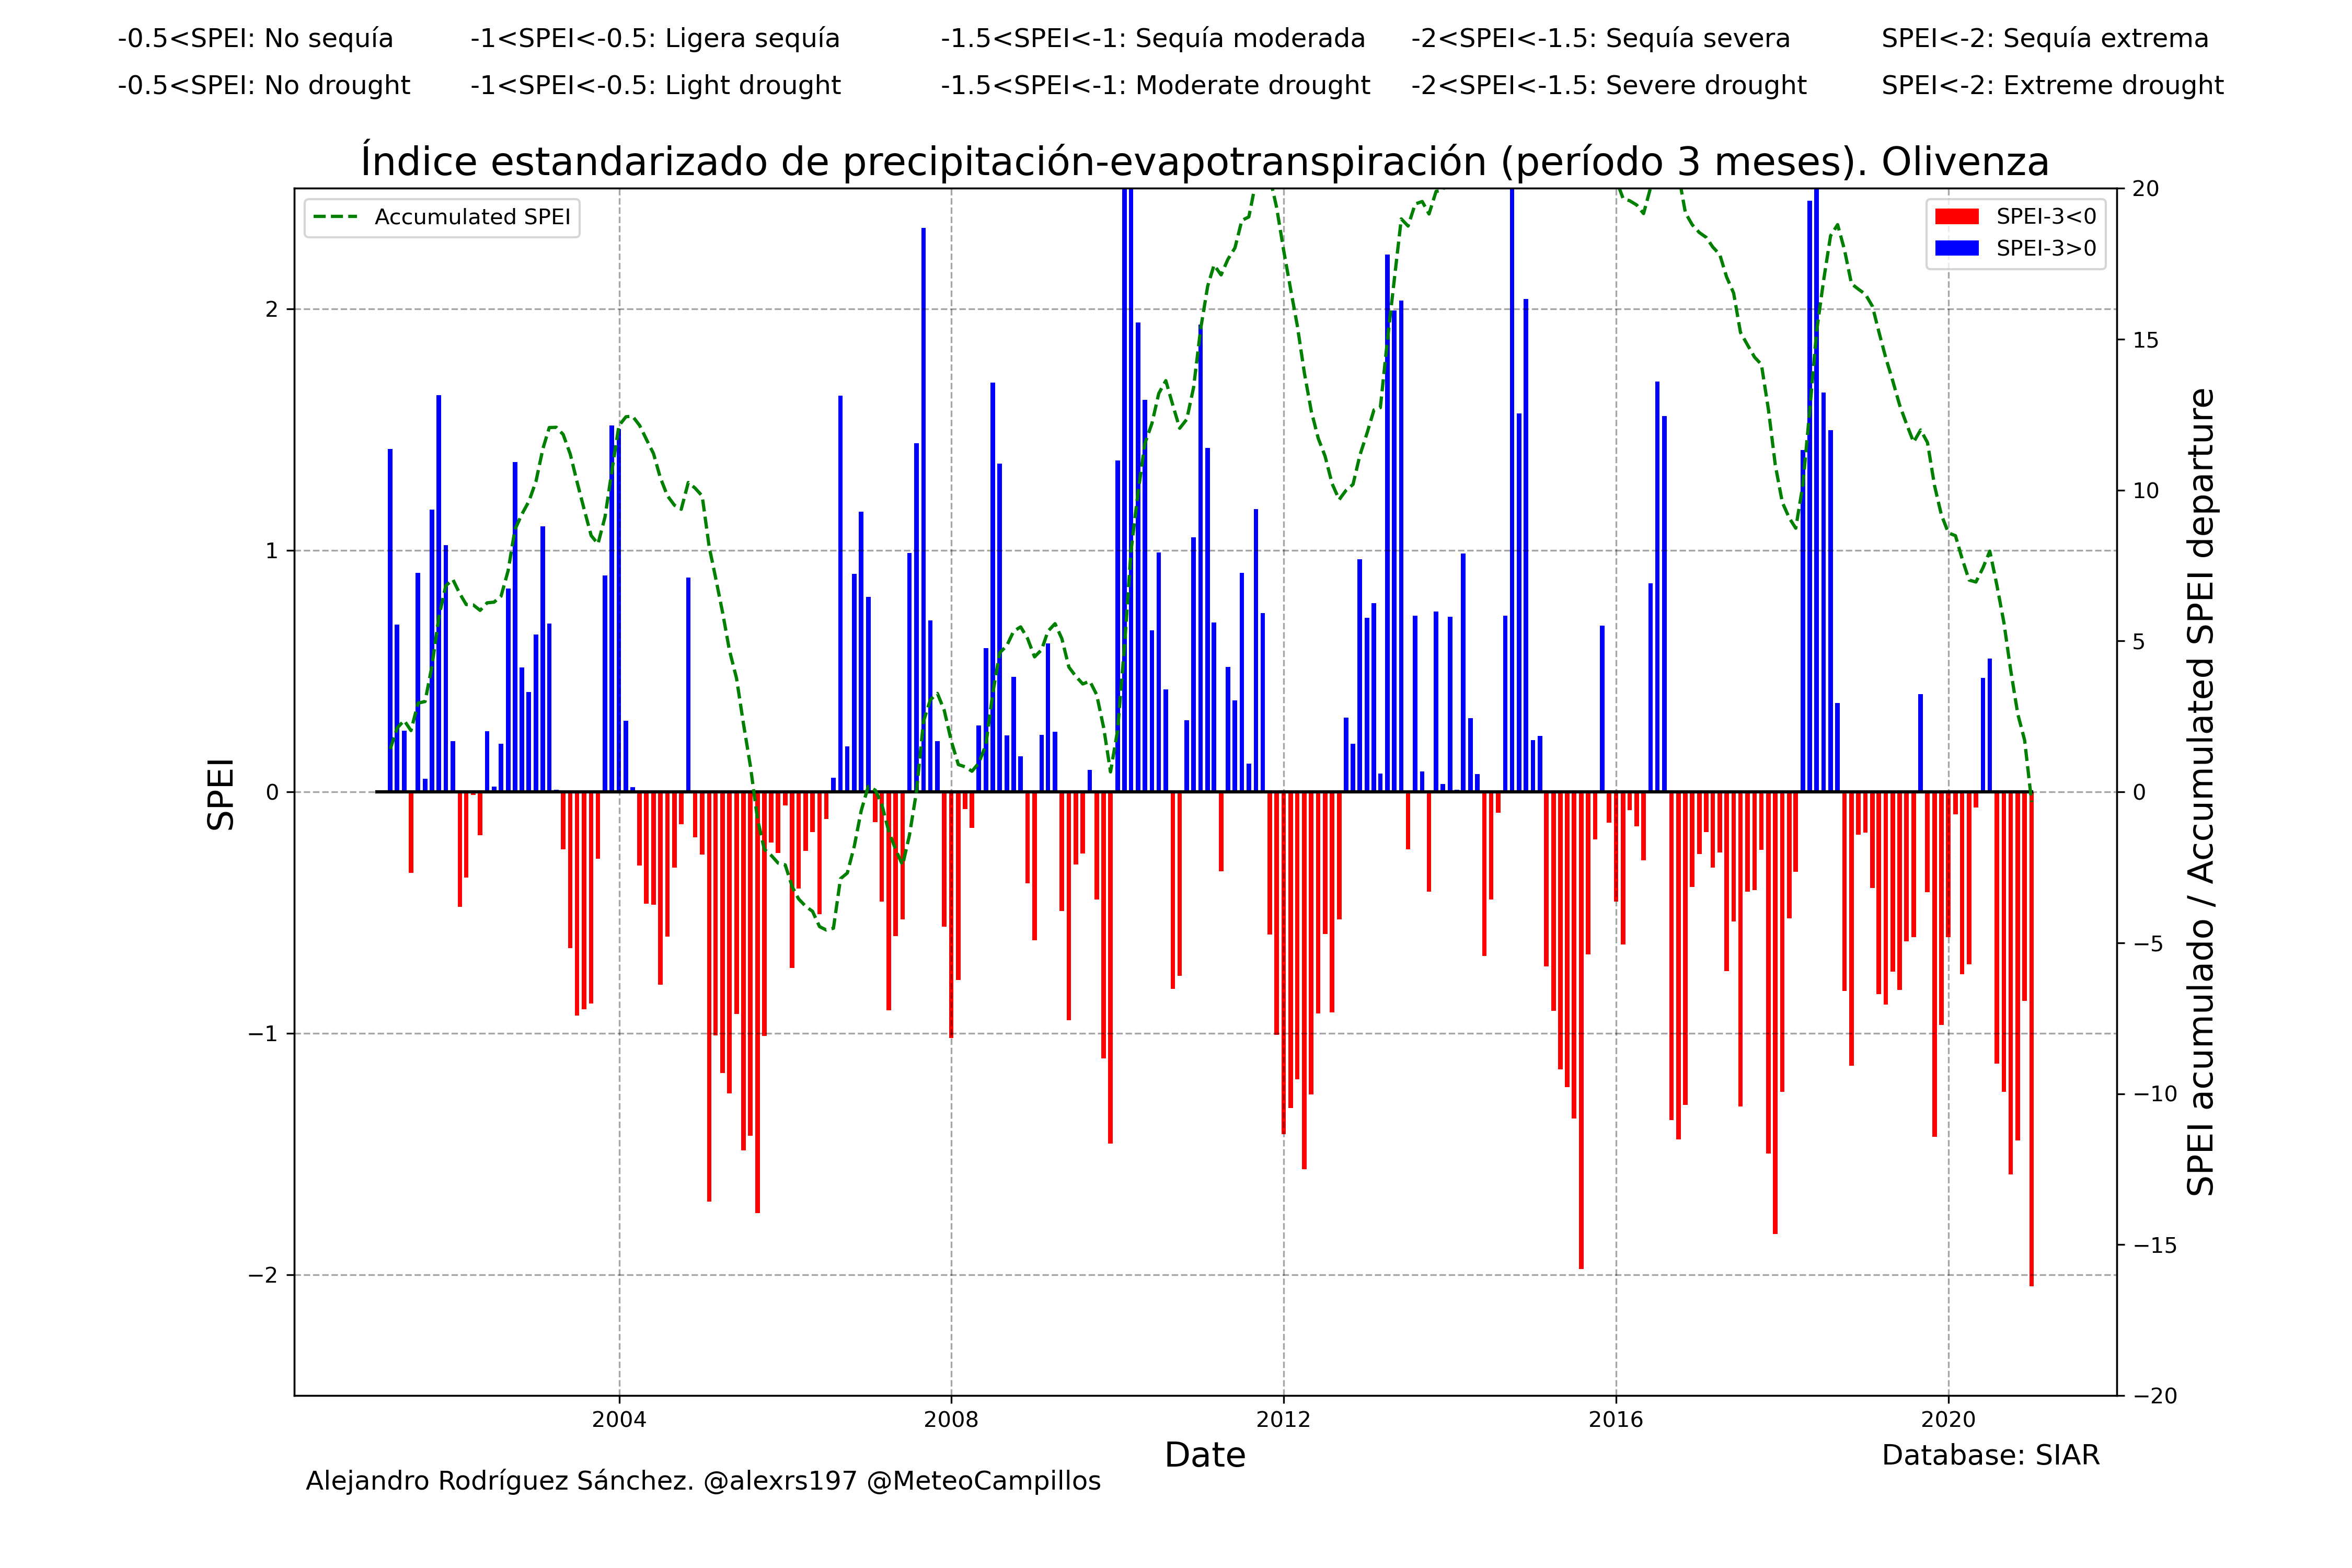 -0.5<SPEI: No sequía -1<SPEI<-0.5: Ligera sequía -1.5<SPEI<-1: Sequía moderada -2<SPEI<-1.5: Sequía severa SPEI<-2: Sequía extrema
-0.5<SPEI: No drought -1<SPEI<-0.5: Light drought -1.5<SPEI<-1: Moderate drought -2<SPEI<-1.5: Severe drought SPEI<-2: Extreme drought
Índice estandarizado de precipitación-evapotranspiración (período 3 meses). Olivenza
Accumulated SPEI
SPEI-3<0
SPEI-3>0
SPEI
2
1
0
−1
−2
20
15
10
5
0
−5
−10
−15
−20
SPEI acumulado / Accumulated SPEI departure
2004 2008 2012 2016 2020
Date
Database: SIAR
Alejandro Rodríguez Sánchez. @alexrs197 @MeteoCampillos